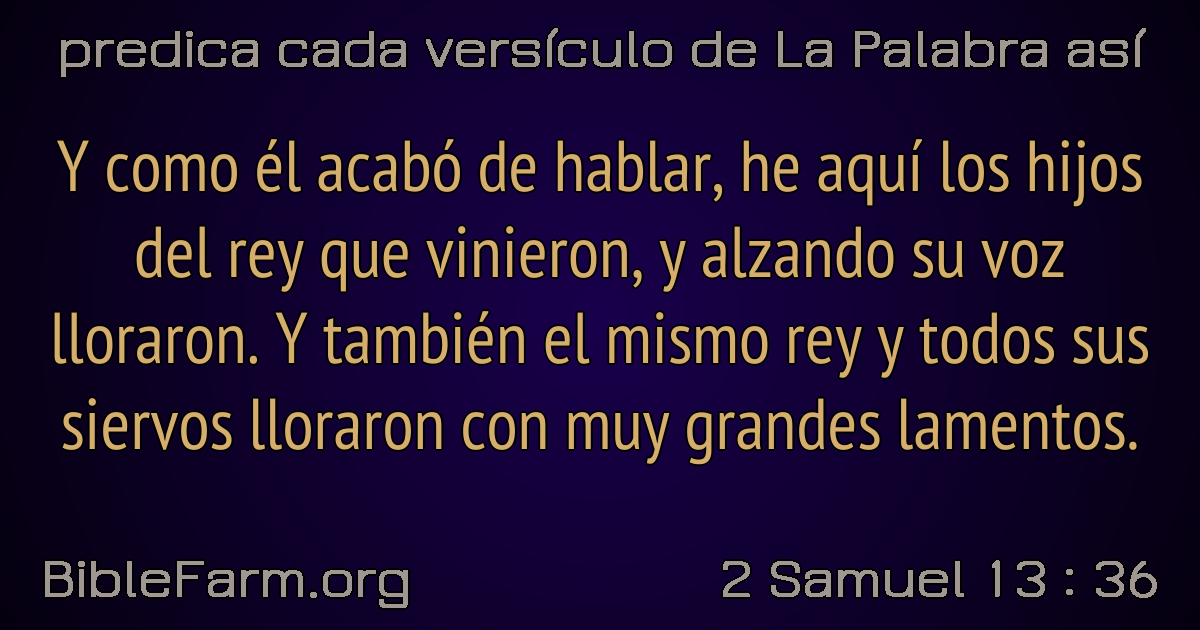 predica cada versículo de La Palabra así
Y como él acabó de hablar, he aquí los hijos
del rey que vinieron, y alzando su voz
lloraron. Y también el mismo rey y todos sus
siervos lloraron con muy grandes lamentos.
BibleFarm.org
2 Samuel 13 : 36